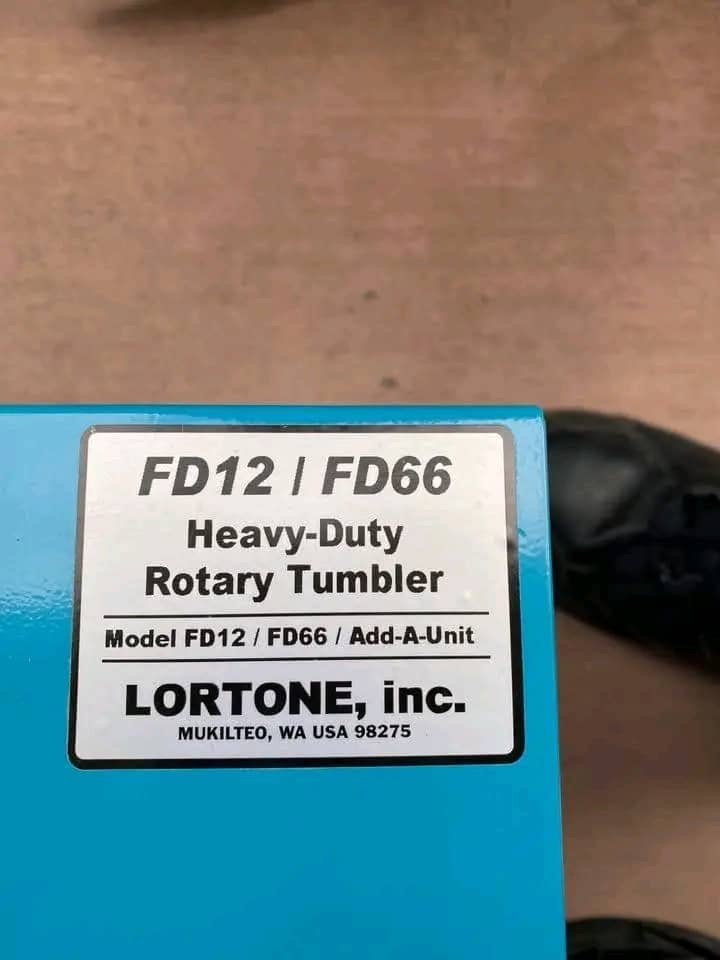 FD12 / FD66
Heavy-Duty
Rotary Tumbler
Model FD12 / FD66 / Add-A-Unit
LORTONE, inc.
MUKILTEO, WA USA 98275